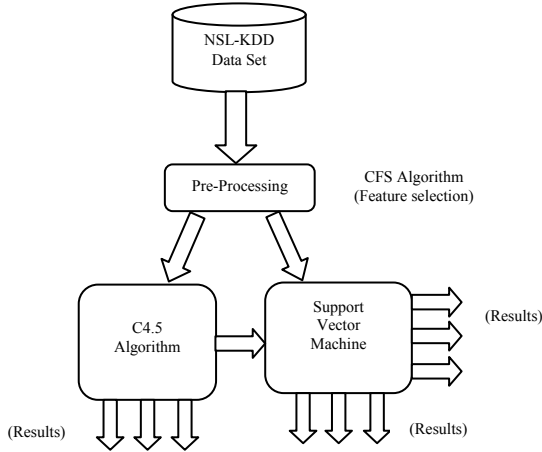 NSL-KDD
Data Set
Pre-Processing
CFS Algorithm
(Feature selection)
C4.5
Algorithm
Support
Vector
Machine
(Results)
(Results)
(Results)